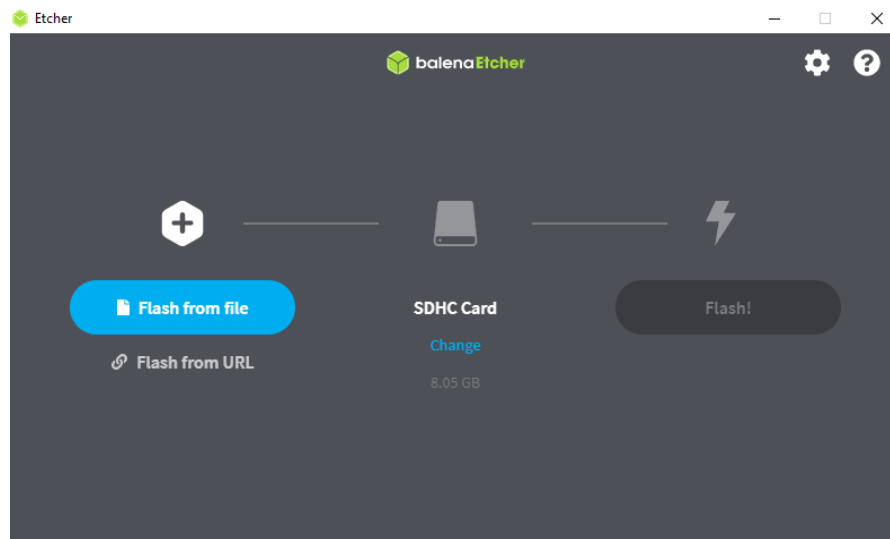 Etcher
balenaEtcher
Flash from file
Flash from URL
SDHC Card
Change
8.05 GB
Flash!